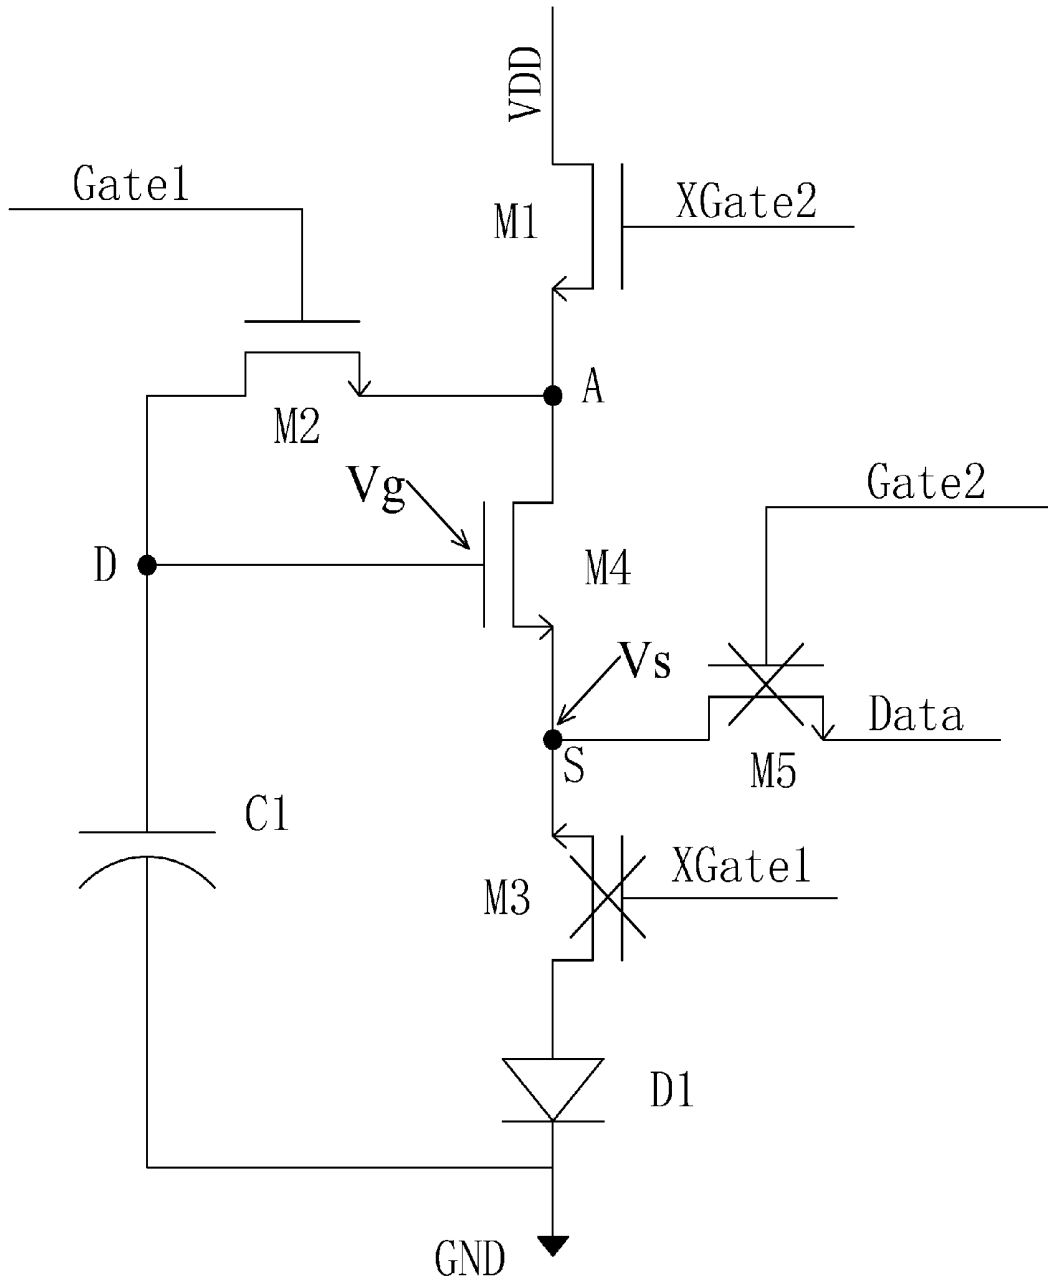 VDD
Gate1
XGate2
M1
A
M2
Vg
Gate2
D
M4
Vs
Data
S
M5
C1
XGate1
M3
D1
GND